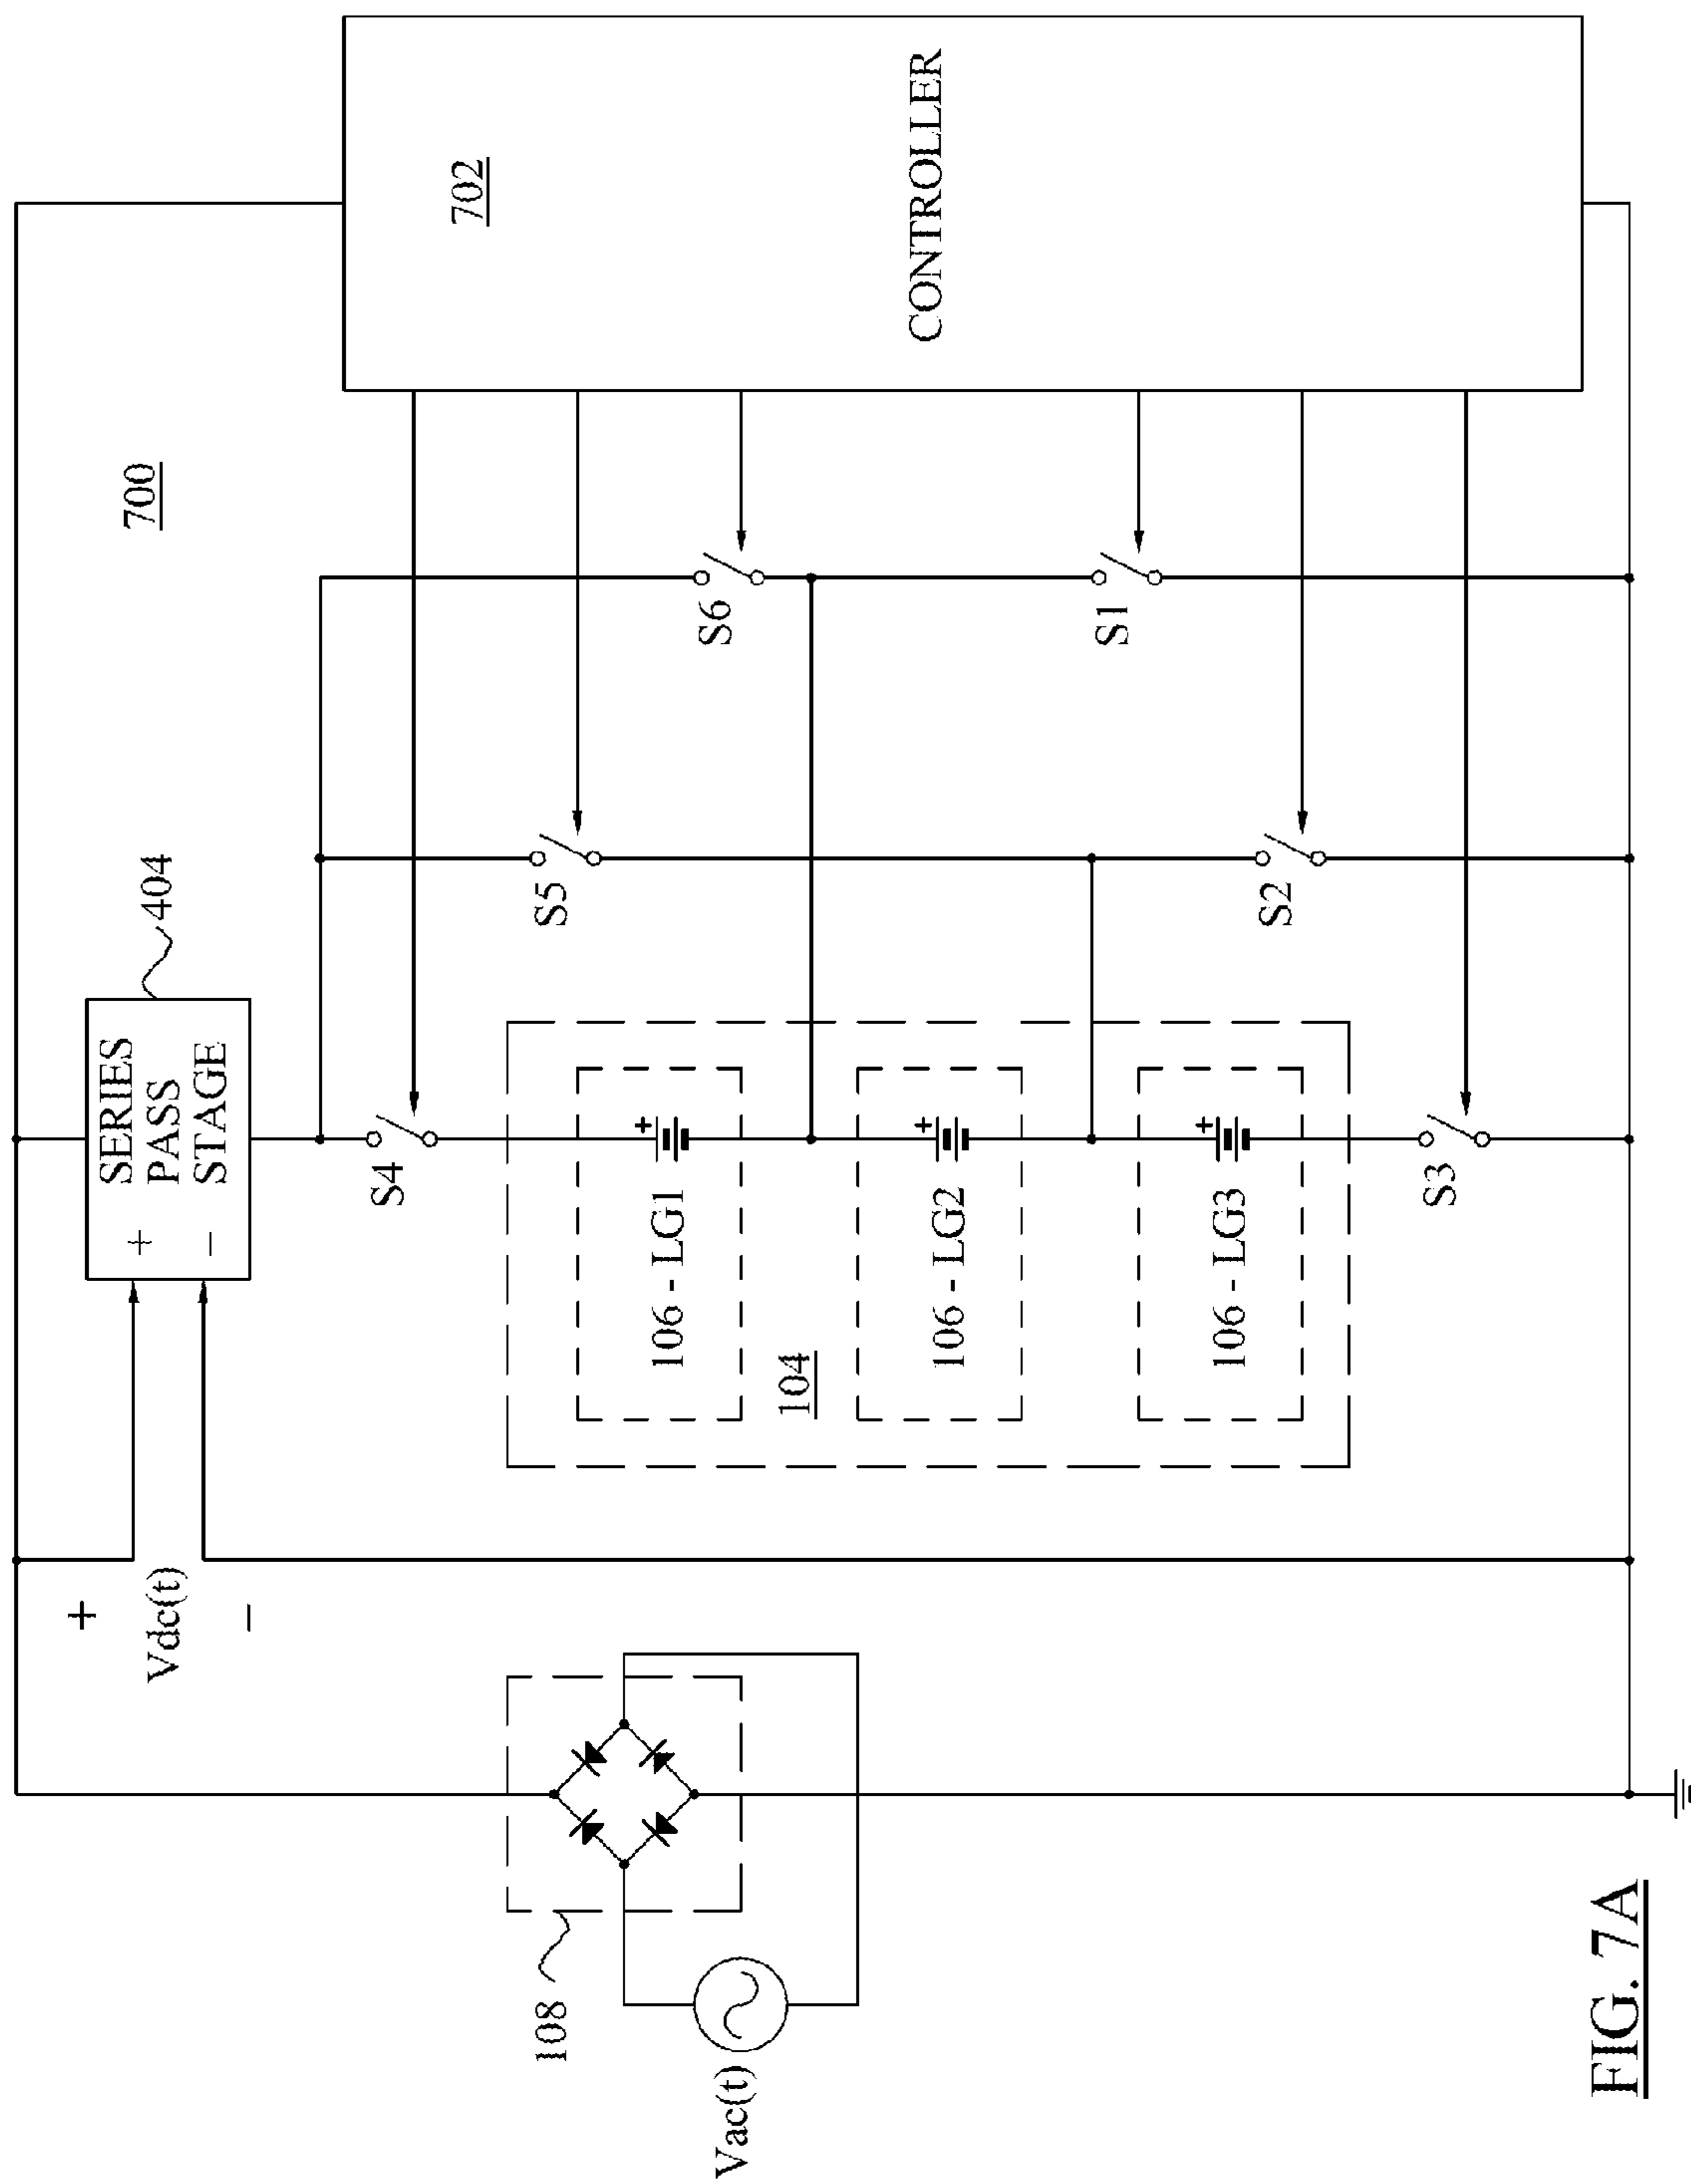 700
404
SERIES
PASS
STAGE
+
−
+
Vdc(t)
−
S4
S5
S6
702
CONTROLLER
+
106 - LG1
104
+
106 - LG2
+
106 - LG3
S1
S2
S3
108
Vac(t)
FIG. 7A